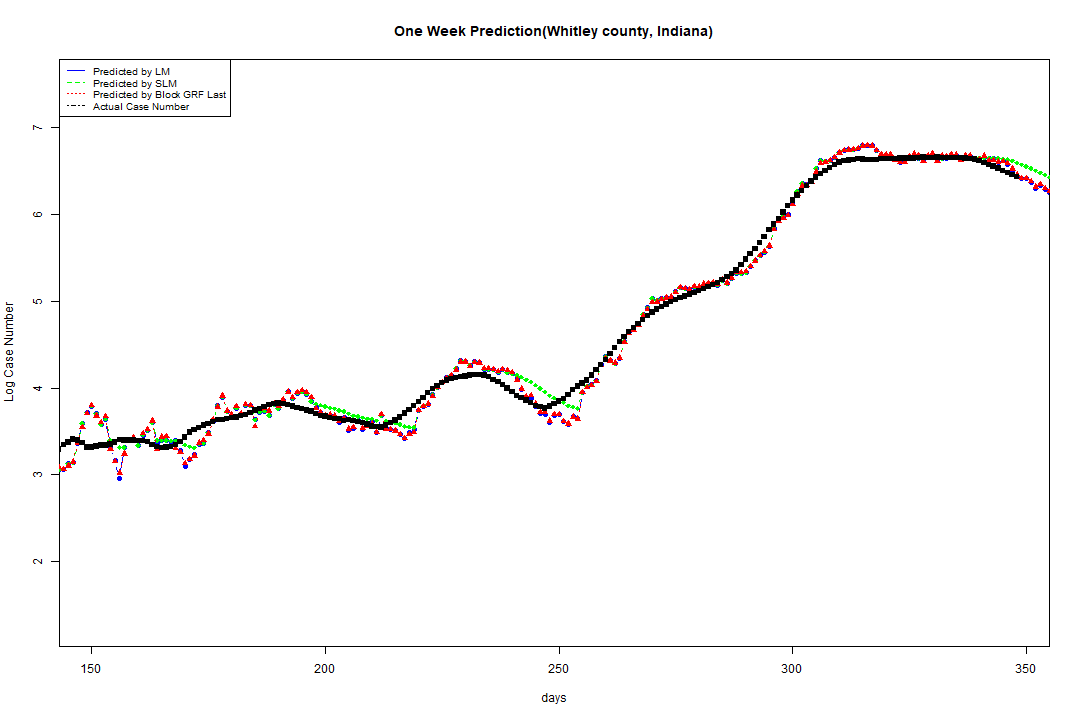 One Week Prediction(Whitley county, Indiana)
Predicted by LM
Predicted by SLM
Predicted by Block GRF Last
Actual Case Number
7
6
5
4
3
2
Log Case Number
150 200 250 300 350
days